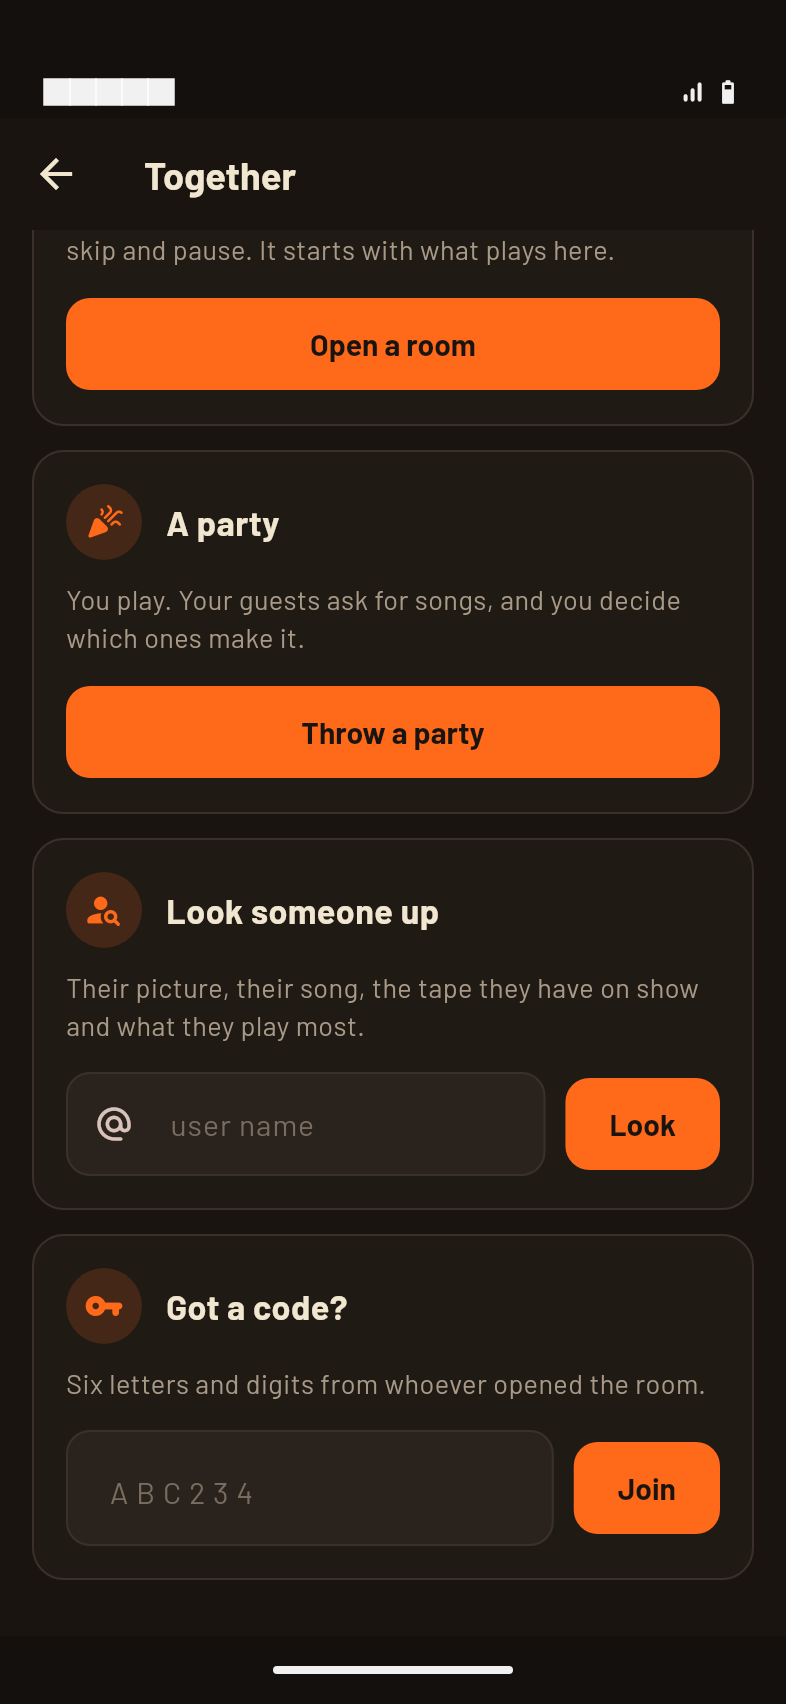 Together
skip and pause. It starts with what plays here.
Open a room
A party
You play. Your guests ask for songs, and you decide
which ones make it.
Throw a party
Look someone up
Their picture, their song, the tape they have on show
and what they play most.
user name
Look
Got a code?
Six letters and digits from whoever opened the room.
ABC234
Join